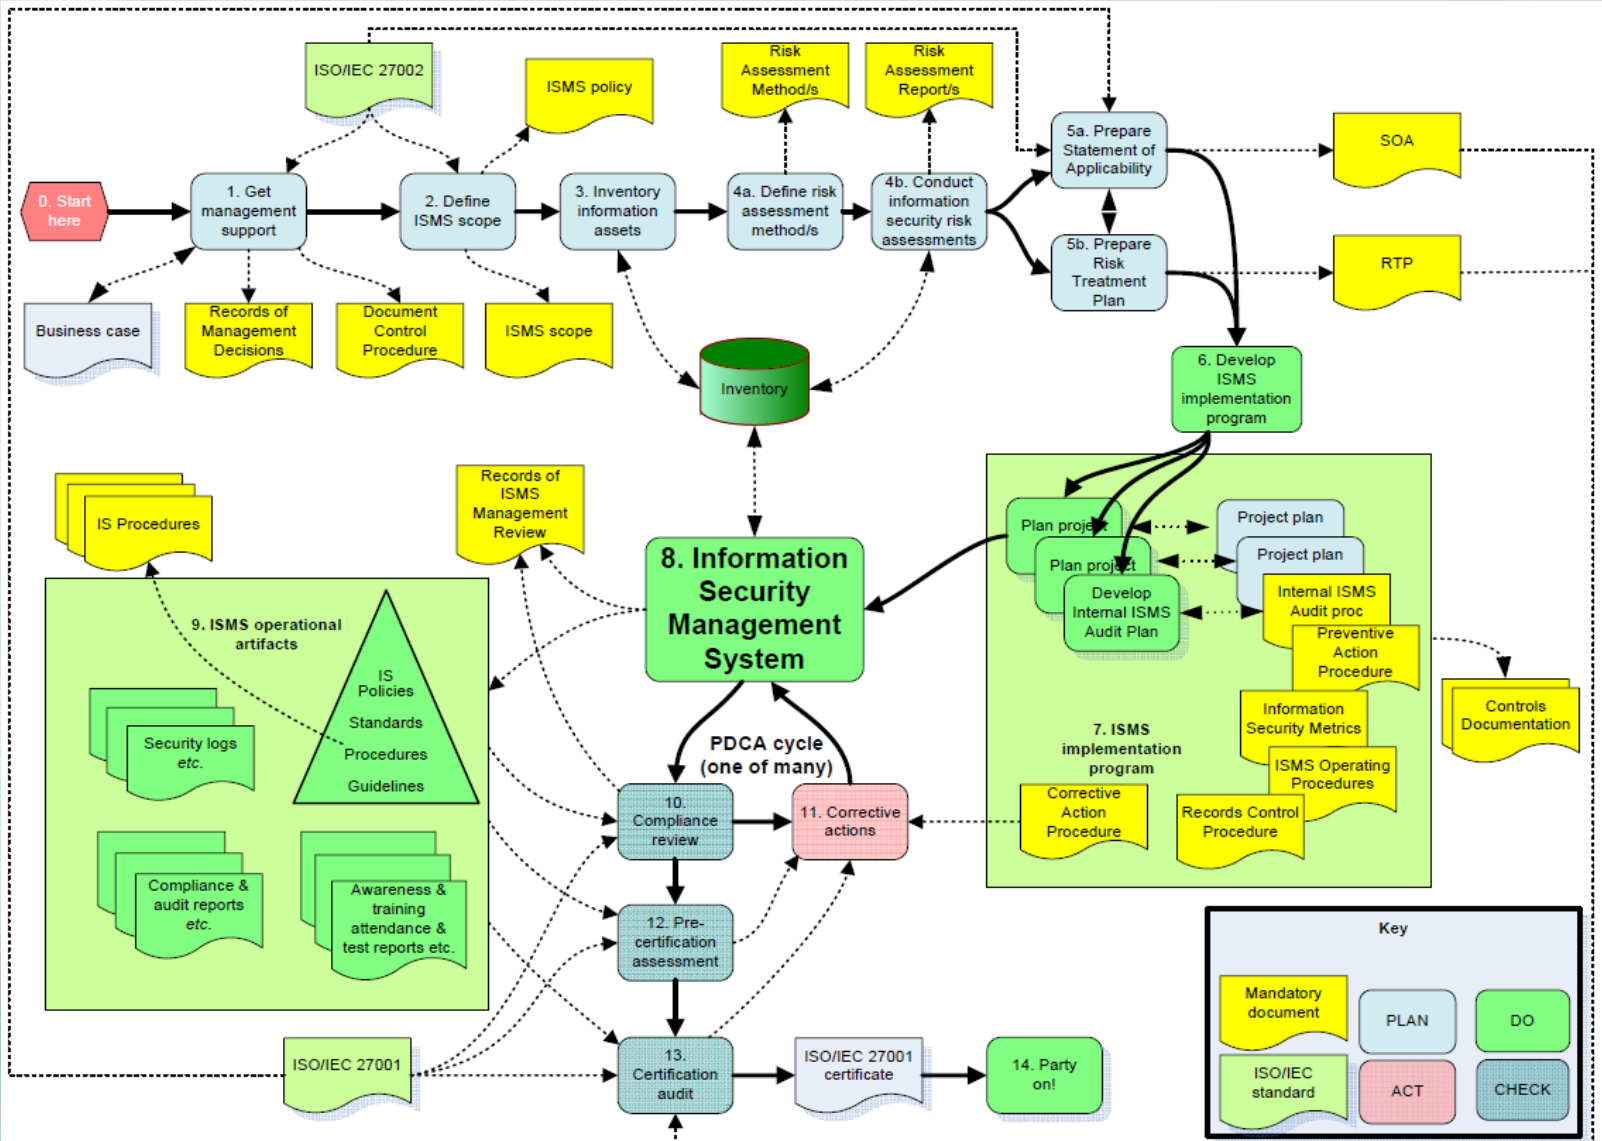 ISO/IEC 27002
ISMS policy
Risk
Assessment
Method/s
Risk
Assessment
Report/s
5a. Prepare
Statement of
Applicability
SOA
0. Start
here
1. Get
management
support
2. Define
ISMS scope
3. Inventory
information
assets
4a. Define risk
assessment
method/s
4b. Conduct
information
security risk
assessments
5b. Prepare
Risk
Treatment
Plan
RTP
Business case
Records of
Management
Decisions
Document
Control
Procedure
ISMS scope
Inventory
6. Develop
ISMS
implementation
program
IS Procedures
Records of
ISMS
Management
Review
8. Information
Security
Management
System
Plan project
Plan project
Develop
Internal ISMS
Audit Plan
Project plan
Project plan
Internal ISMS
Audit proc
Preventive
Action
Procedure
Information
Security Metrics
ISMS Operating
Procedures
Records Control
Procedure
7. ISMS
implementation
program
Corrective
Action
Procedure
Controls
Documentation
9. ISMS operational
artifacts
IS
Policies
Standards
Procedures
Guidelines
Security logs
etc.
Compliance &
audit reports
etc.
Awareness &
training
attendance &
test reports etc.
PDCA cycle
(one of many)
10.
Compliance
review
11. Corrective
actions
12. Pre-
certification
assessment
13.
Certification
audit
ISO/IEC 27001
ISO/IEC 27001
certificate
14. Party
on!
Key
Mandatory
document
PLAN
DO
ISO/IEC
standard
ACT
CHECK